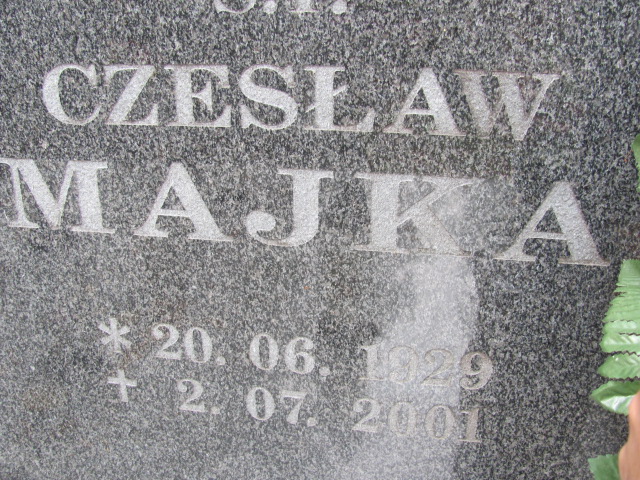 Ś.P.
CZESŁAW
MAJKA
* 20. 06. 1929
+ 2. 07. 2001